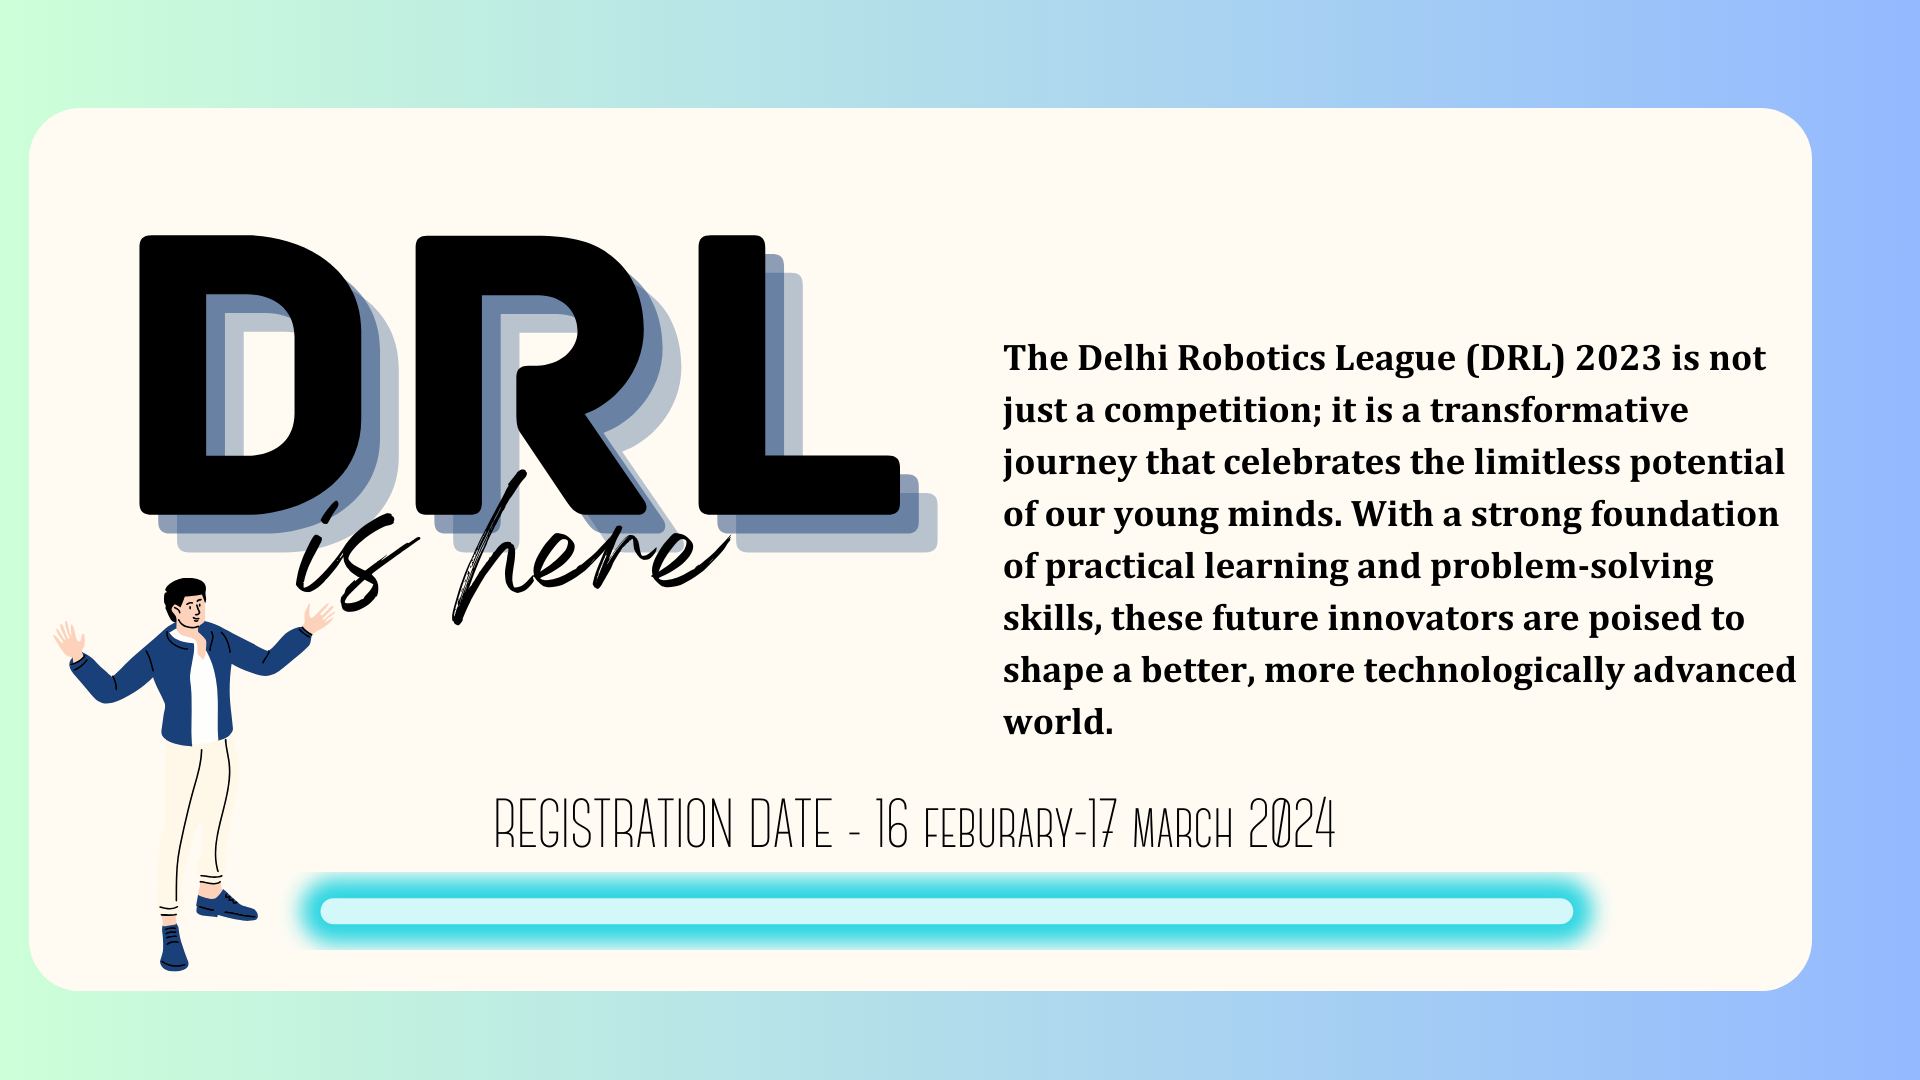 DRL
is here
The Delhi Robotics League (DRL) 2023 is not
just a competition; it is a transformative
journey that celebrates the limitless potential
of our young minds. With a strong foundation
of practical learning and problem-solving
skills, these future innovators are poised to
shape a better, more technologically advanced
world.
REGISTRATION DATE - 16 FEBURARY-17 MARCH 2024